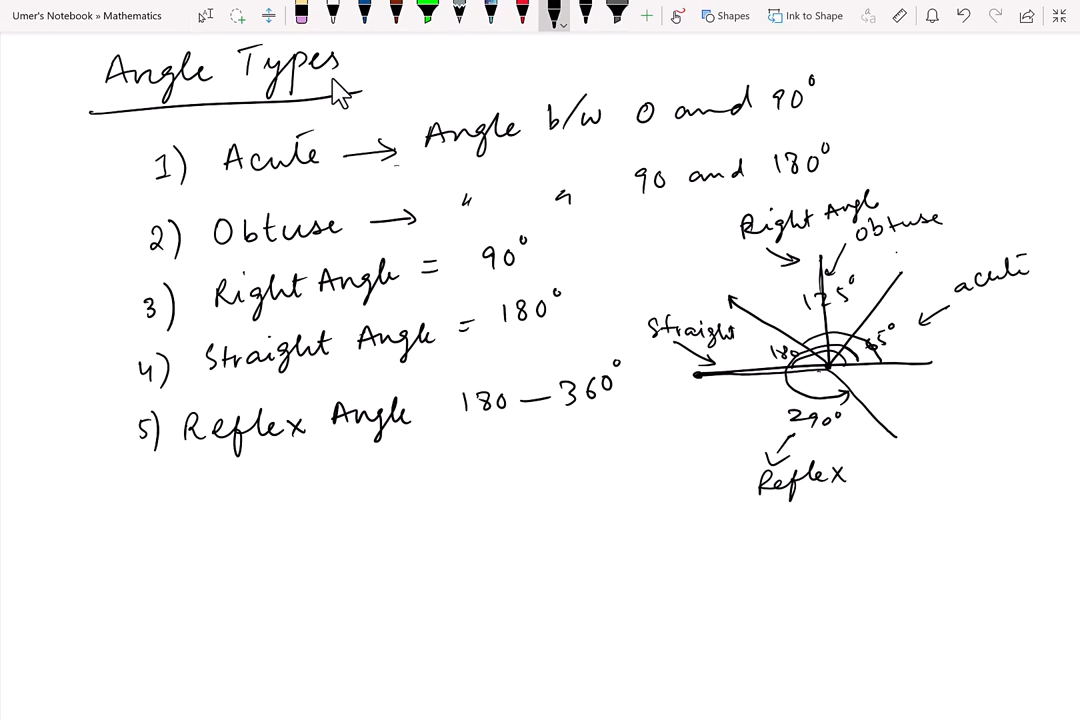 Umer's Notebook » Mathematics
Shapes
Ink to Shape
Angle Types
1) Acute → Angle b/w 0 and 90°
2) Obtuse → " " 90 and 180°
3) Right Angle = 90°
4) Straight Angle = 180°
5) Reflex Angle 180 — 360°
Right Angle
Obtuse
acute
125°
Straight
180
65°
290°
Reflex